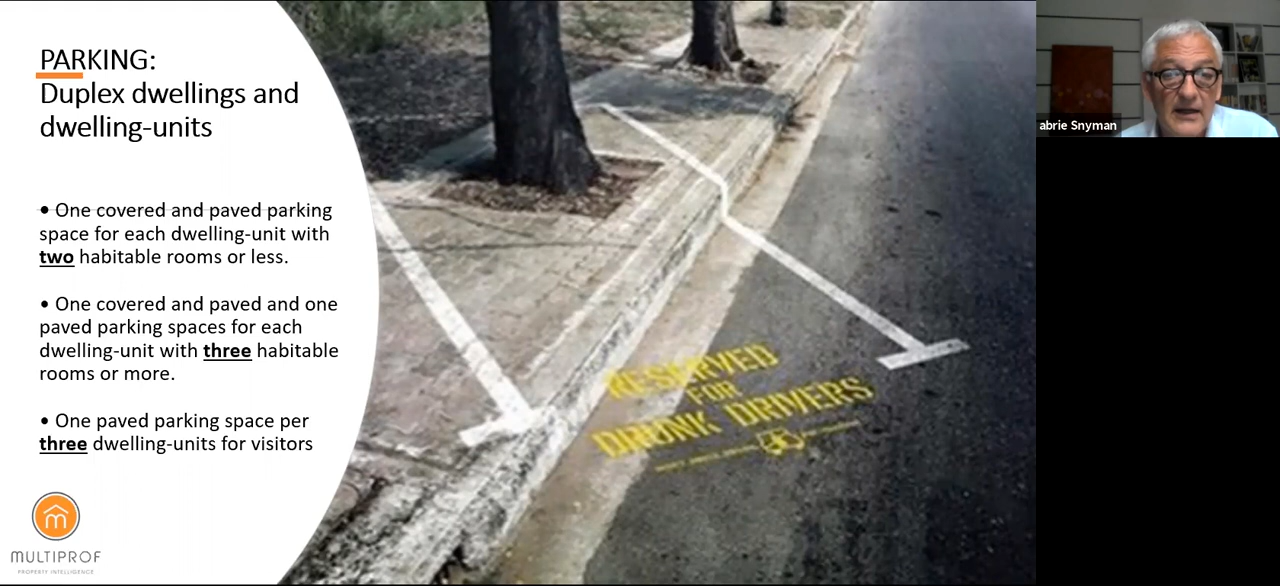 PARKING:
Duplex dwellings and
dwelling-units
• One covered and paved parking
space for each dwelling-unit with
two habitable rooms or less.
• One covered and paved and one
paved parking spaces for each
dwelling-unit with three habitable
rooms or more.
• One paved parking space per
three dwelling-units for visitors
MULTIPROF
PROPERTY INTELLIGENCE
RESERVED
FOR
DRUNK DRIVERS
abrie Snyman